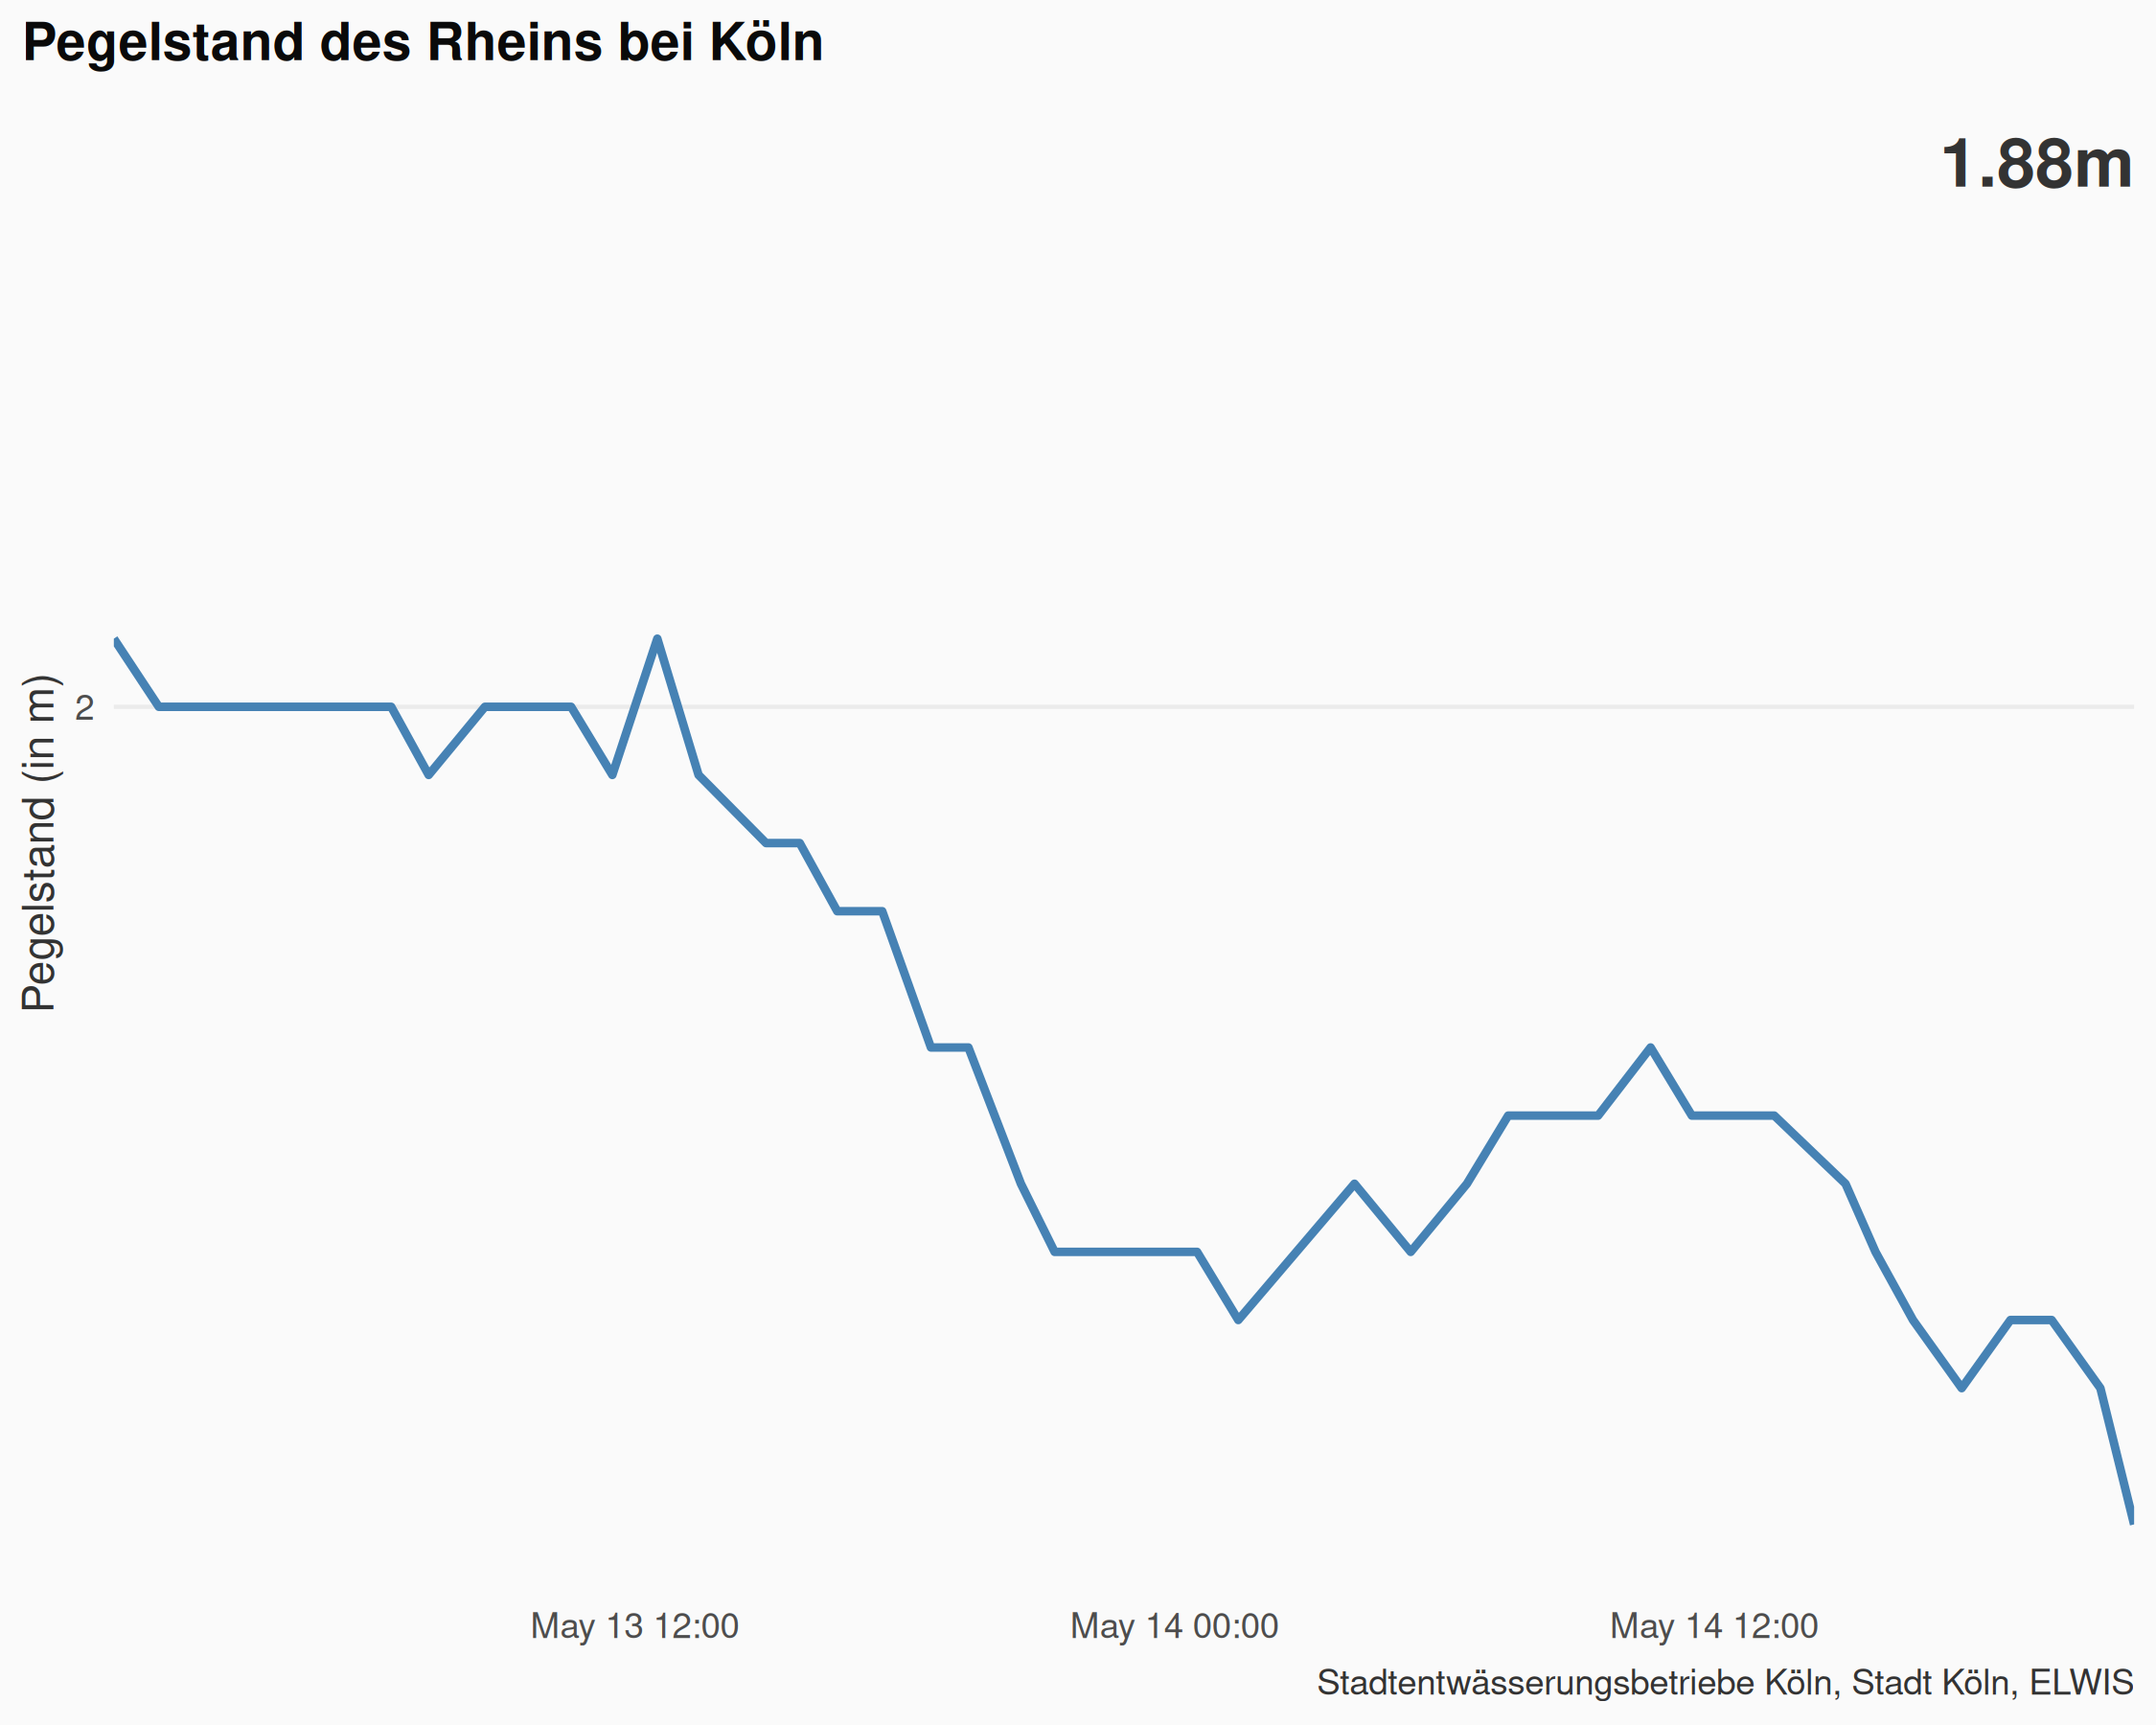 Pegelstand des Rheins bei Köln
1.88m
Pegelstand (in m)
2
May 13 12:00
May 14 00:00
May 14 12:00
Stadtentwässerungsbetriebe Köln, Stadt Köln, ELWIS